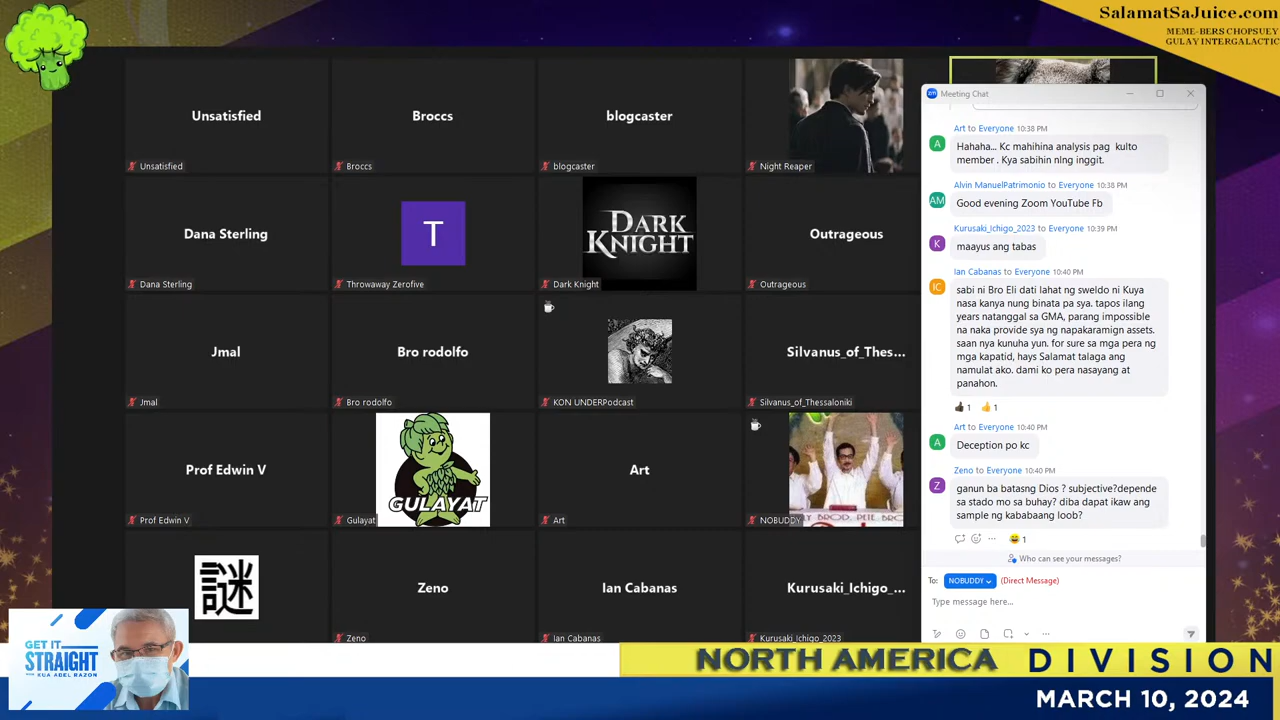 SalamatSaJuice.com
MEME-BERS CHOPSUEY
GULAY INTERGALACTIC
Unsatisfied
Unsatisfied
Broccs
Broccs
blogcaster
blogcaster
Night Reaper
Dana Sterling
Dana Sterling
T
Throwaway Zerofive
DARK
KNIGHT
Dark Knight
Outrageous
Outrageous
Jmal
Jmal
Bro rodolfo
Bro rodolfo
KON UNDERPodcast
Silvanus_of_Thes...
Silvanus_of_Thessaloniki
Prof Edwin V
Prof Edwin V
GULAYAT
Gulayat
Art
Art
NOBUDDY
謎
Zeno
Zeno
Ian Cabanas
Ian Cabanas
Kurusaki_Ichigo_...
Kurusaki_Ichigo_2023
zm Meeting Chat
Art to Everyone 10:38 PM
A
Hahaha... Kc mahihina analysis pag kulto
member . Kya sabihin nlng inggit.
Alvin ManuelPatrimonio to Everyone 10:38 PM
AM
Good evening Zoom YouTube Fb
Kurusaki_Ichigo_2023 to Everyone 10:39 PM
K
maayus ang tabas
Ian Cabanas to Everyone 10:40 PM
IC
sabi ni Bro Eli dati lahat ng sweldo ni Kuya
nasa kanya nung binata pa sya. tapos ilang
years natanggal sa GMA, parang impossible
na naka provide sya ng napakaramign assets.
saan nya kunuha yun. for sure sa mga pera ng
mga kapatid, hays Salamat talaga ang
namulat ako. dami ko pera nasayang at
panahon.
1 1
Art to Everyone 10:40 PM
A
Deception po kc
Zeno to Everyone 10:40 PM
Z
ganun ba batasng Dios ? subjective?depende
sa stado mo sa buhay? diba dapat ikaw ang
sample ng kababaang loob?
1
Who can see your messages?
To: NOBUDDY (Direct Message)
Type message here...
GET IT
STRAIGHT
WITH KUA ADEL RAZON
NORTH AMERICA DIVISION
MARCH 10, 2024